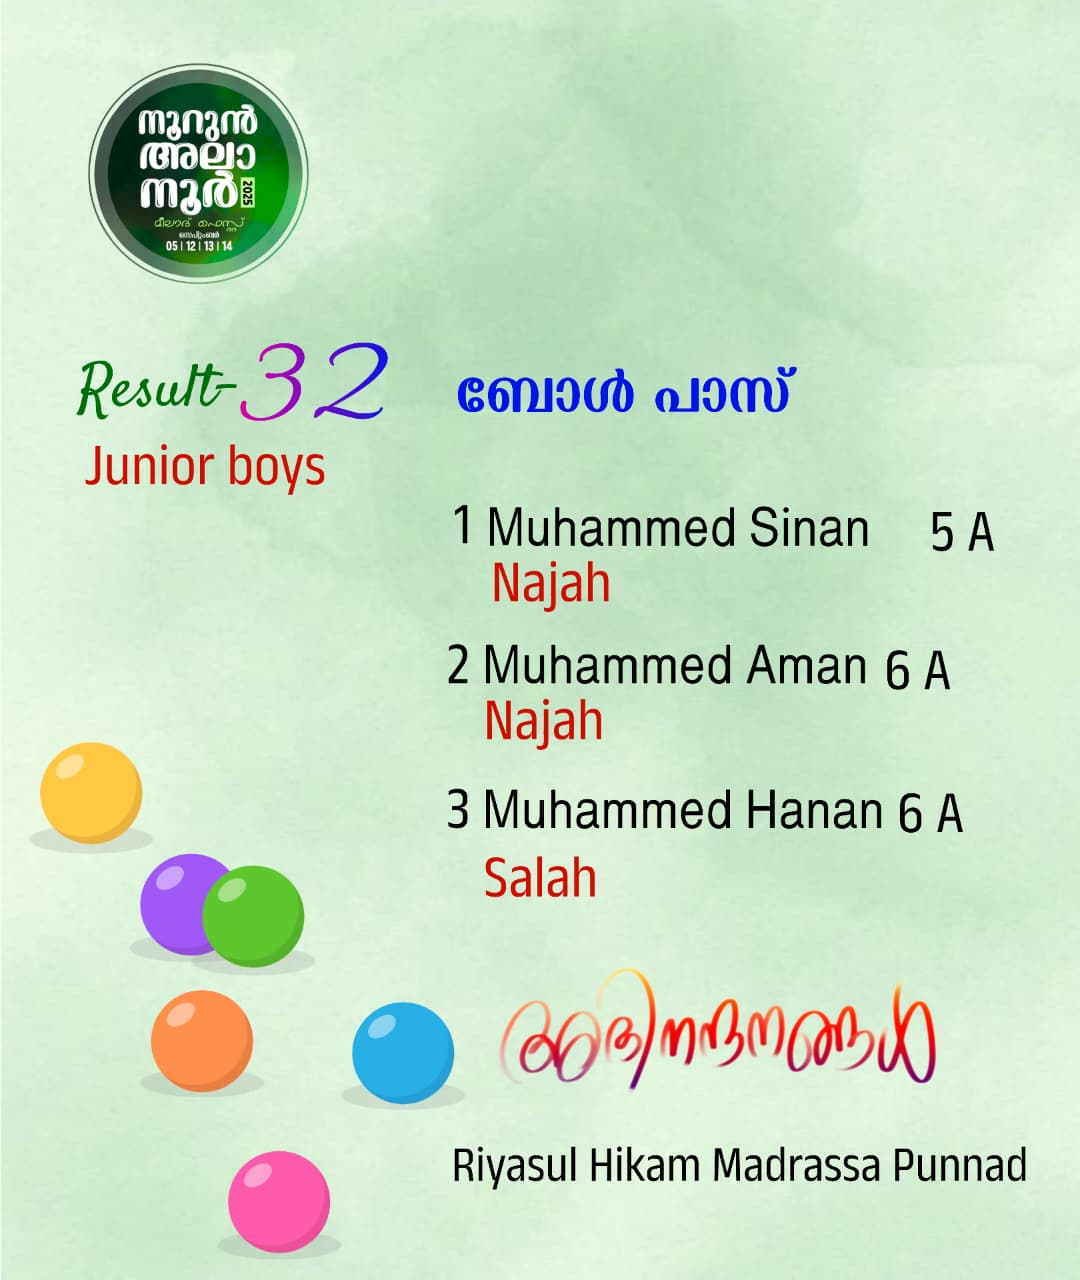 നൂറുൻ
അലാ
നൂർ 2025
മീലാദ് ഫെസ്റ്റ്
സെപ്റ്റംബർ
05 | 12 | 13 | 14
Result-32
ബോൾ പാസ്
Junior boys
1 Muhammed Sinan 5 A
Najah
2 Muhammed Aman 6 A
Najah
3 Muhammed Hanan 6 A
Salah
അഭിനന്ദനങ്ങൾ
Riyasul Hikam Madrassa Punnad